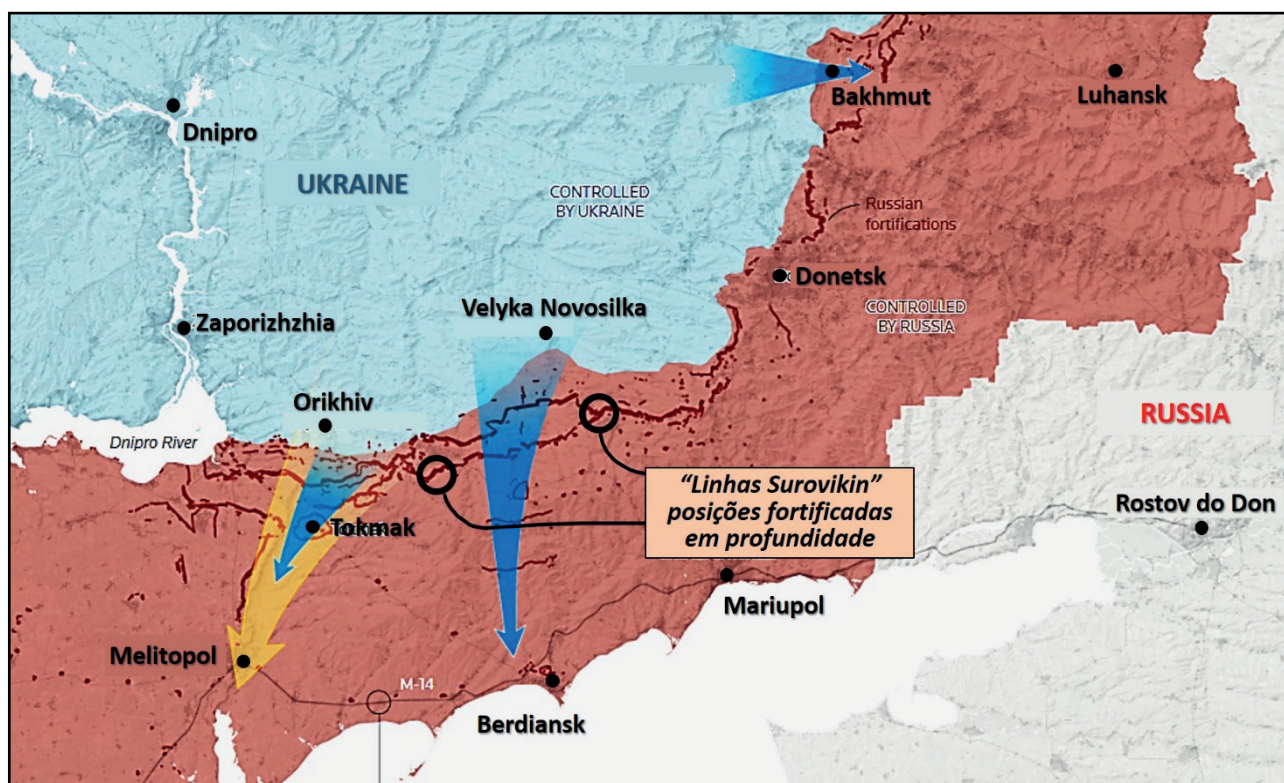 Bakhmut
Luhansk
Dnipro
UKRAINE
CONTROLLED
BY UKRAINE
Russian
fortifications
Donetsk
CONTROLLED
BY RUSSIA
Zaporizhzhia
Velyka Novosilka
Orikhiv
RUSSIA
Dnipro River
“Linhas Surovikin”
posições fortificadas
em profundidade
Rostov do Don
Tokmak
Mariupol
Melitopol
M-14
Berdiansk